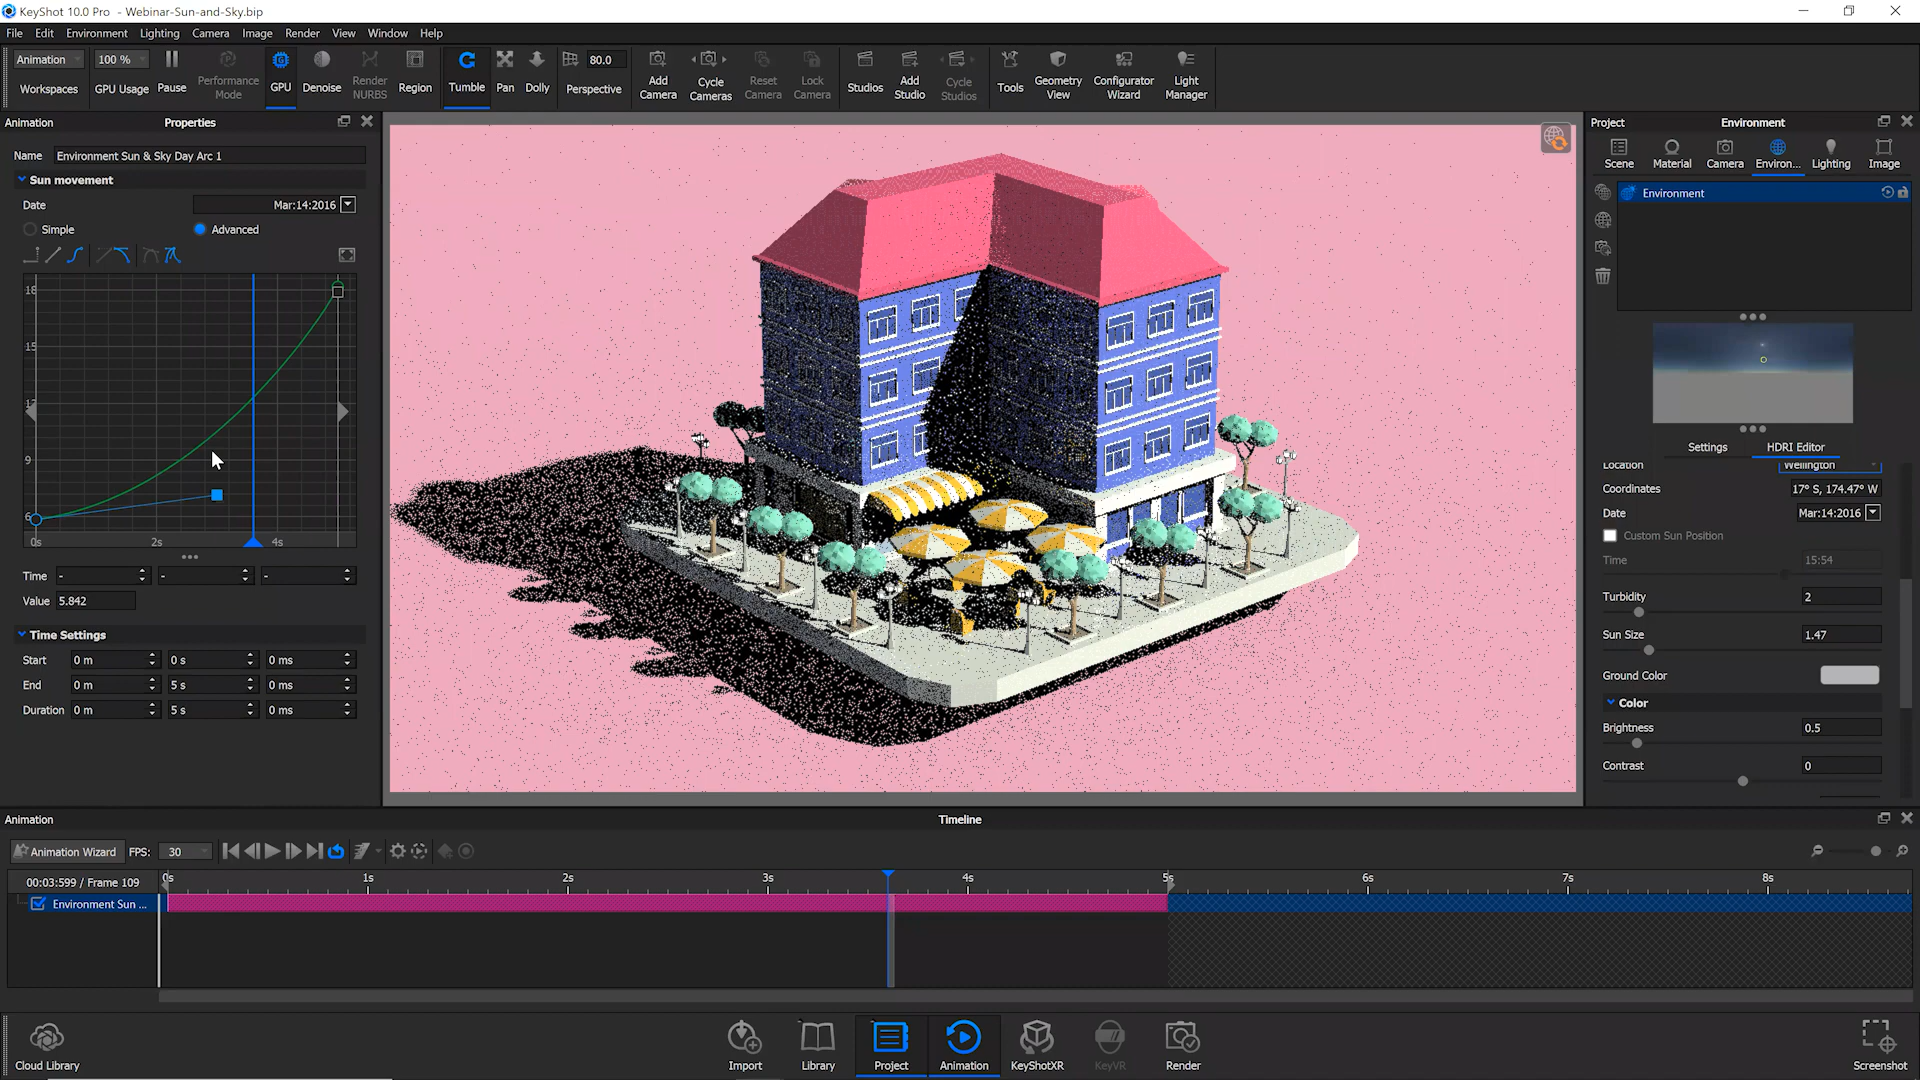 KeyShot 10.0 Pro - Webinar-Sun-and-Sky.bip
File Edit Environment Lighting Camera Image Render View Window Help
Animation 100 % 80.0
Workspaces GPU Usage Pause Performance Mode GPU Denoise Render NURBS Region Tumble Pan Dolly Perspective Add Camera Cycle Cameras Reset Camera Lock Camera Studios Add Studio Cycle Studios Tools Geometry View Configurator Wizard Light Manager
Animation Properties
Name Environment Sun & Sky Day Arc 1
Sun movement
Date Mar:14:2016
Simple Advanced
18
15
12
9
6
0s 2s 4s
Time - - -
Value 5.842
Time Settings
Start 0 m 0 s 0 ms
End 0 m 5 s 0 ms
Duration 0 m 5 s 0 ms
Project Environment
Scene Material Camera Environ... Lighting Image
Environment
Settings HDRI Editor
Location Wellington
Coordinates 17° S, 174.47° W
Date Mar:14:2016
Custom Sun Position
Time 15:54
Turbidity 2
Sun Size 1.47
Ground Color
Color
Brightness 0.5
Contrast 0
Animation Timeline
Animation Wizard FPS: 30
00:03:599 / Frame 109 0s 1s 2s 3s 4s 5s 6s 7s 8s
Environment Sun ...
Cloud Library Import Library Project Animation KeyShotXR KeyVR Render Screenshot